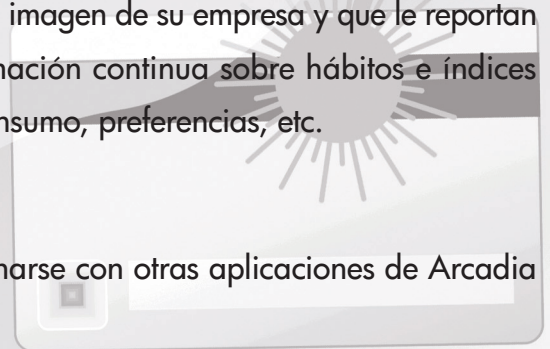 imagen de su empresa y que le reportan
mación continua sobre hábitos e índices
nsumo, preferencias, etc.
narse con otras aplicaciones de Arcadia